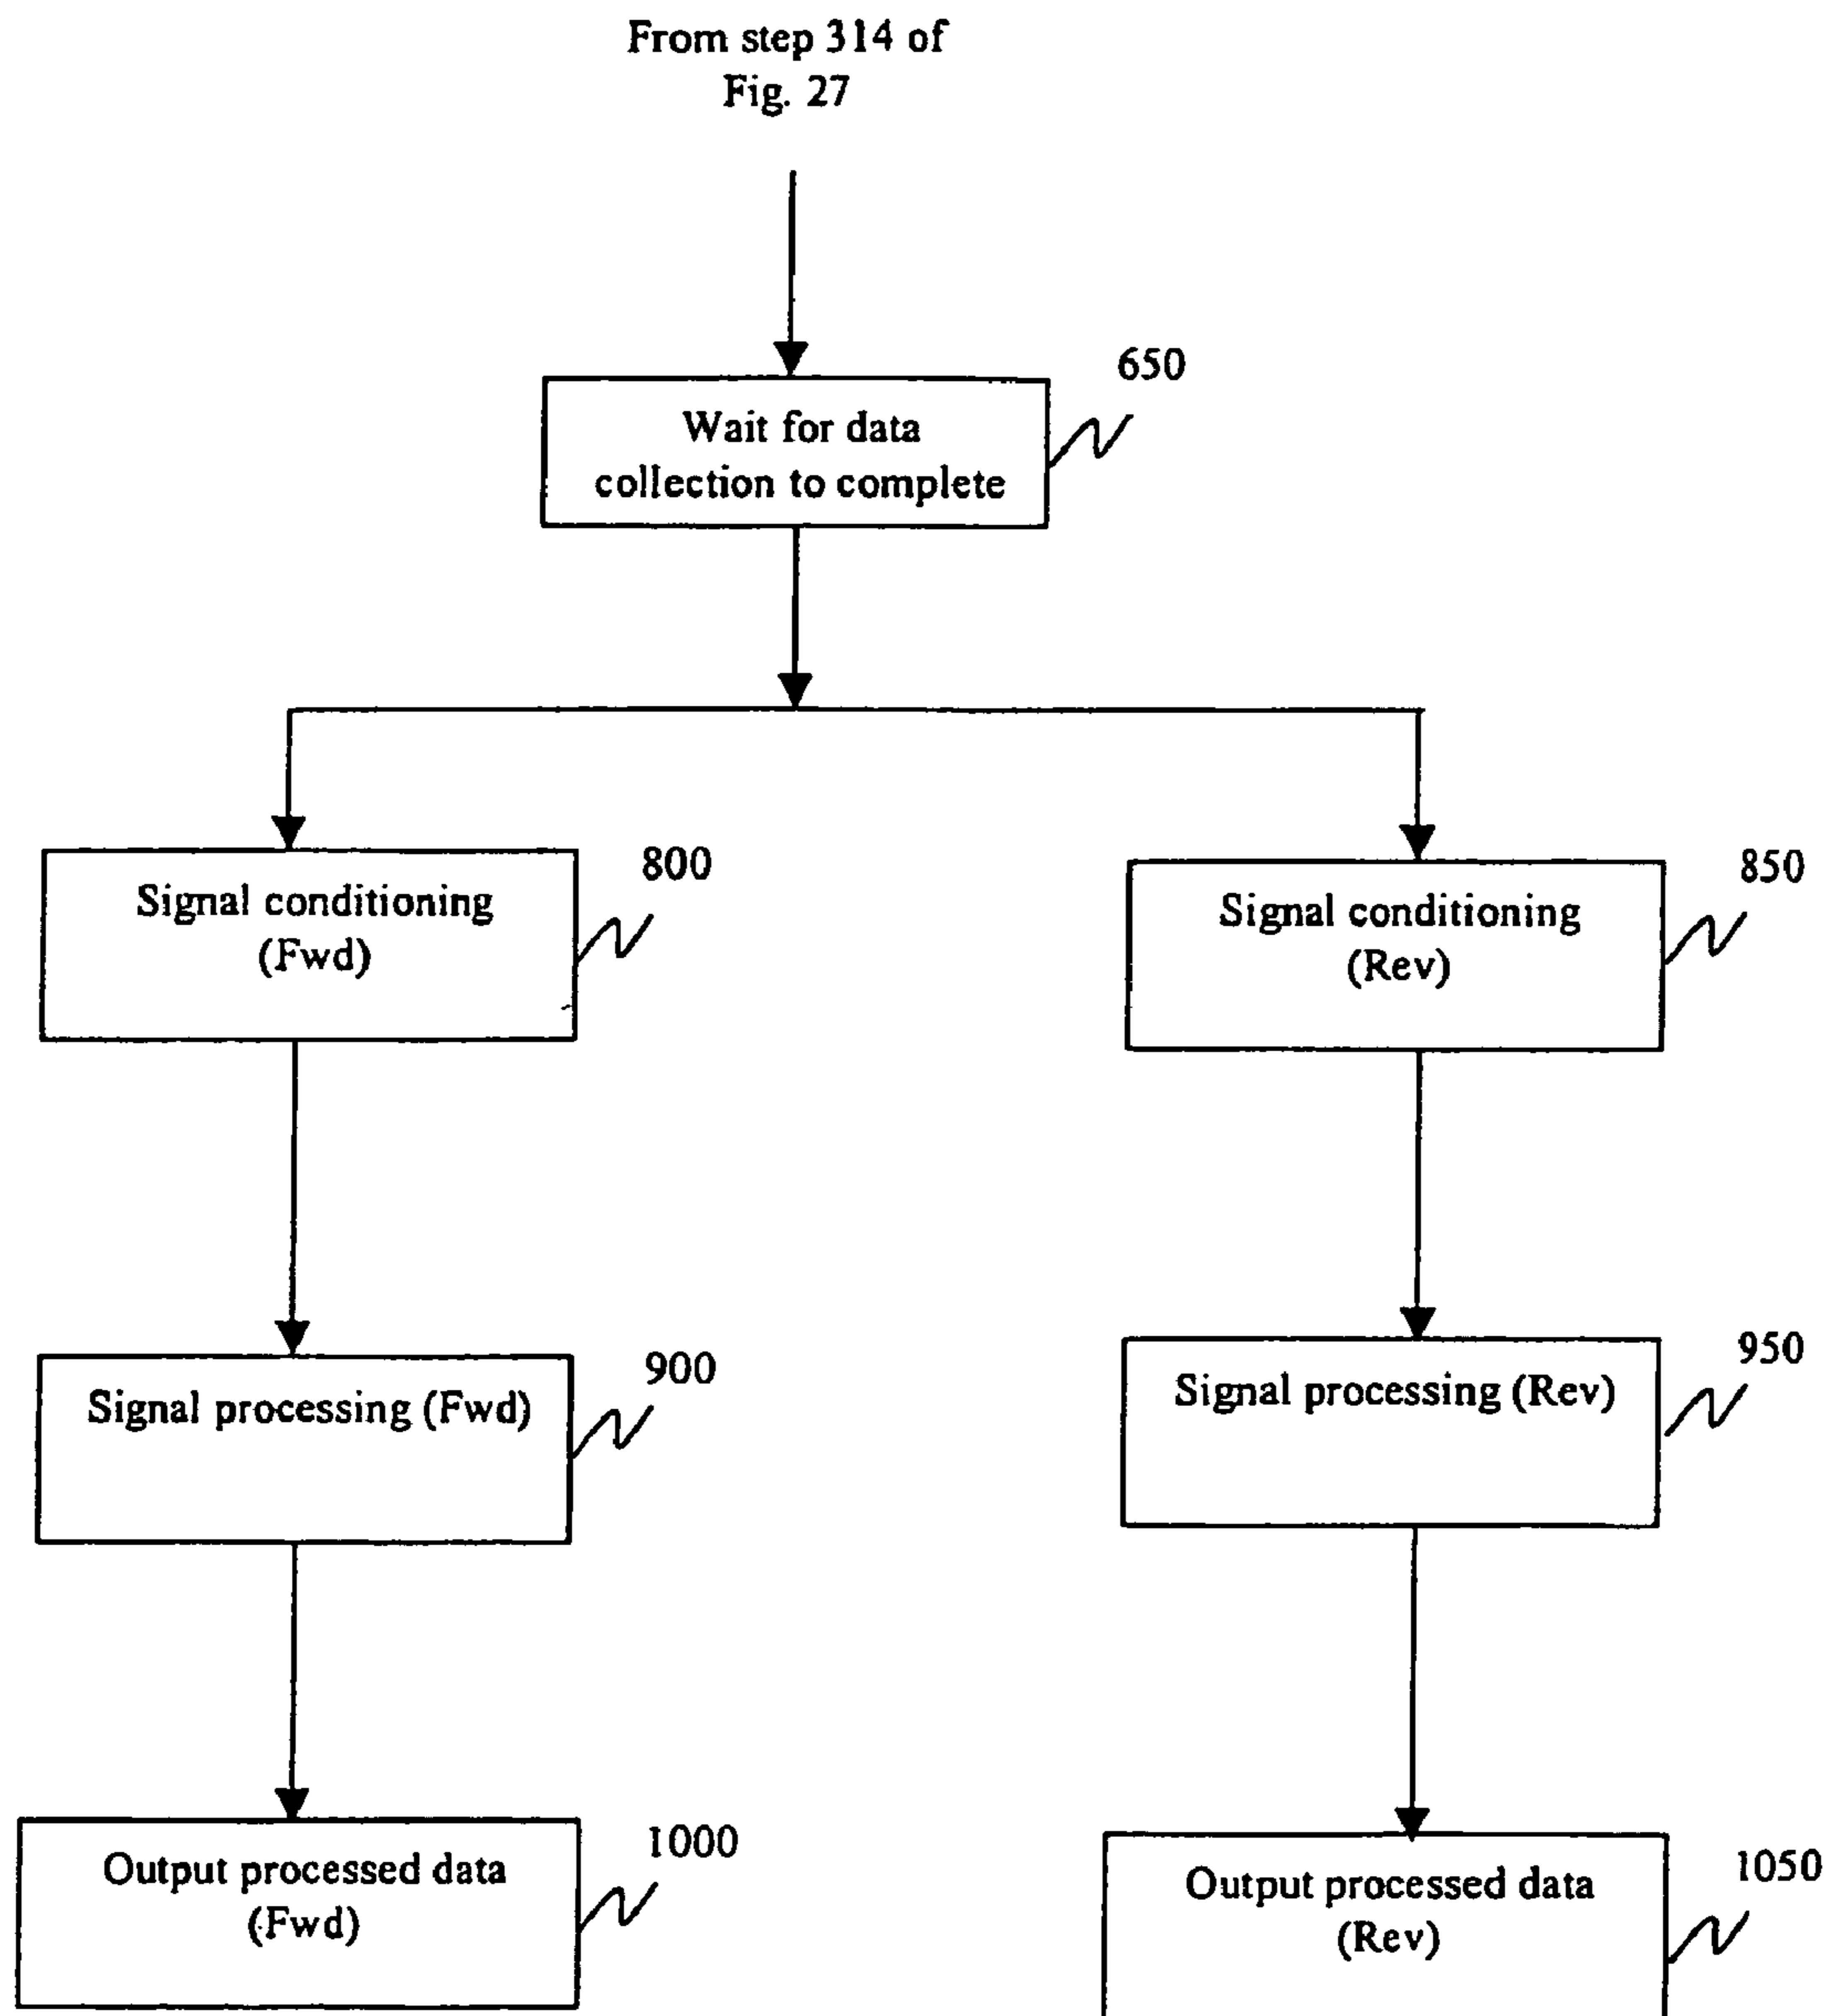 From step 314 of
Fig. 27
650
Wait for data
collection to complete
800
Signal conditioning
(Fwd)
850
Signal conditioning
(Rev)
900
Signal processing (Fwd)
950
Signal processing (Rev)
1000
Output processed data
(Fwd)
1050
Output processed data
(Rev)